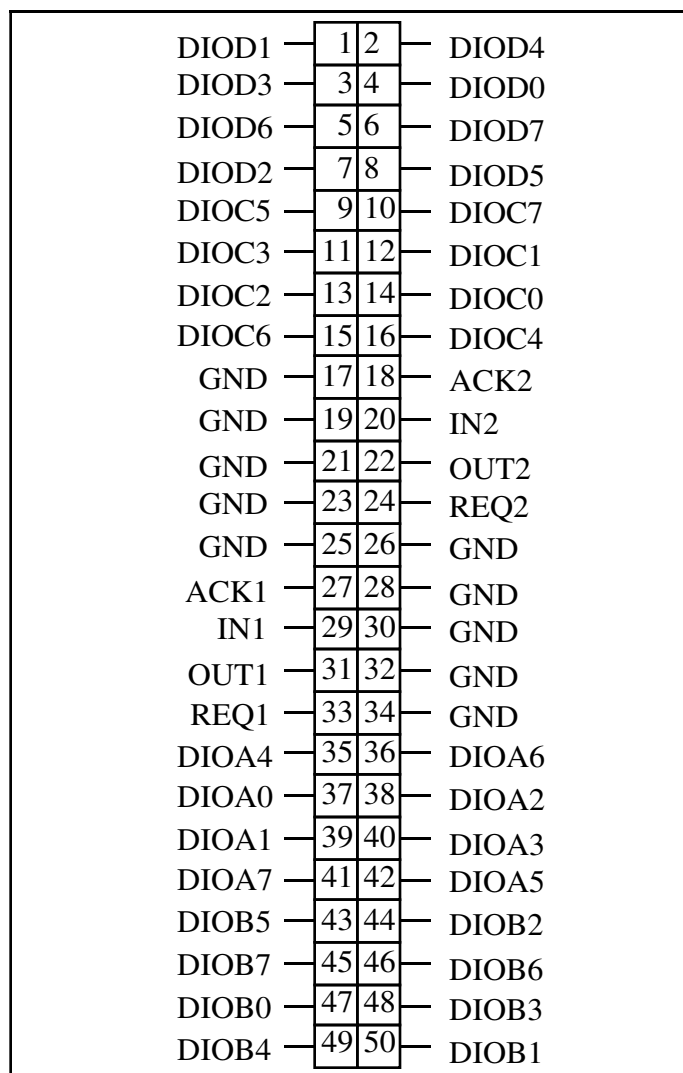 DIOD1 1 2 DIOD4
DIOD3 3 4 DIOD0
DIOD6 5 6 DIOD7
DIOD2 7 8 DIOD5
DIOC5 9 10 DIOC7
DIOC3 11 12 DIOC1
DIOC2 13 14 DIOC0
DIOC6 15 16 DIOC4
GND 17 18 ACK2
GND 19 20 IN2
GND 21 22 OUT2
GND 23 24 REQ2
GND 25 26 GND
ACK1 27 28 GND
IN1 29 30 GND
OUT1 31 32 GND
REQ1 33 34 GND
DIOA4 35 36 DIOA6
DIOA0 37 38 DIOA2
DIOA1 39 40 DIOA3
DIOA7 41 42 DIOA5
DIOB5 43 44 DIOB2
DIOB7 45 46 DIOB6
DIOB0 47 48 DIOB3
DIOB4 49 50 DIOB1